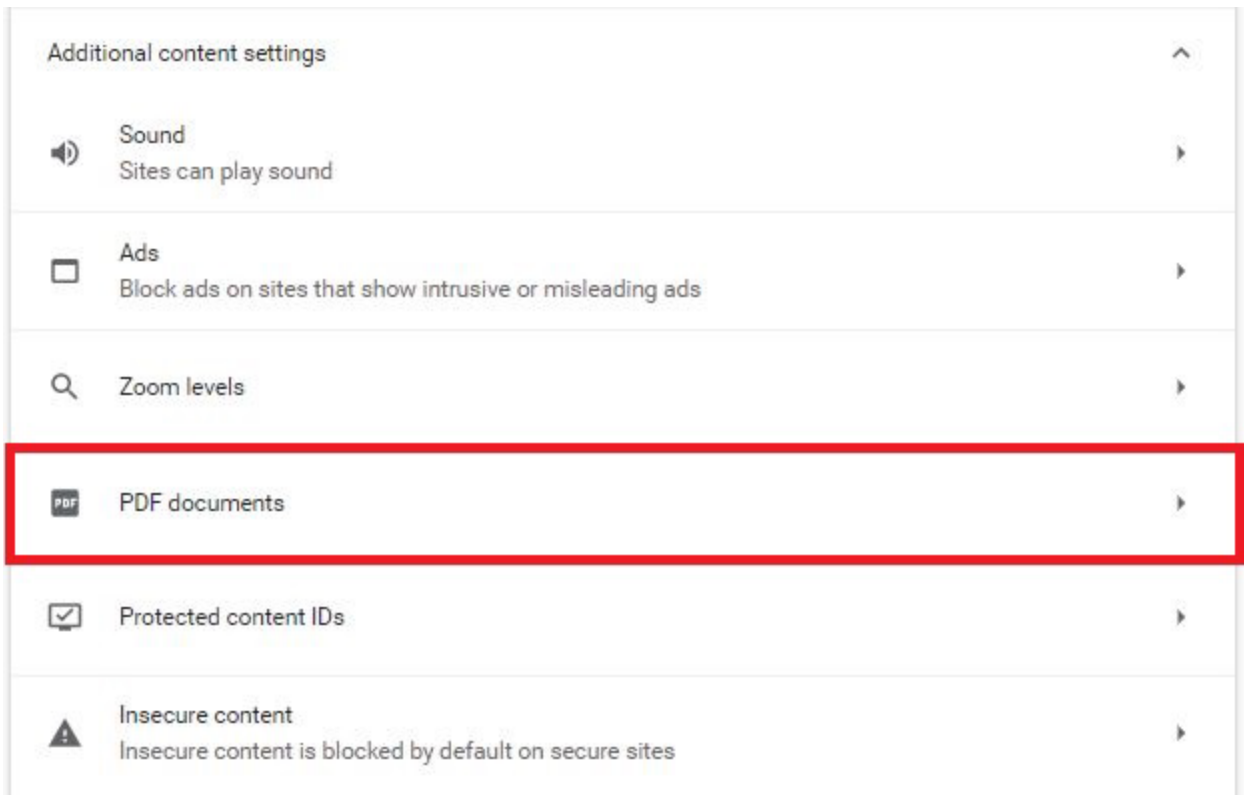 Additional content settings
Sound
Sites can play sound
Ads
Block ads on sites that show intrusive or misleading ads
Zoom levels
PDF
PDF documents
Protected content IDs
Insecure content
Insecure content is blocked by default on secure sites